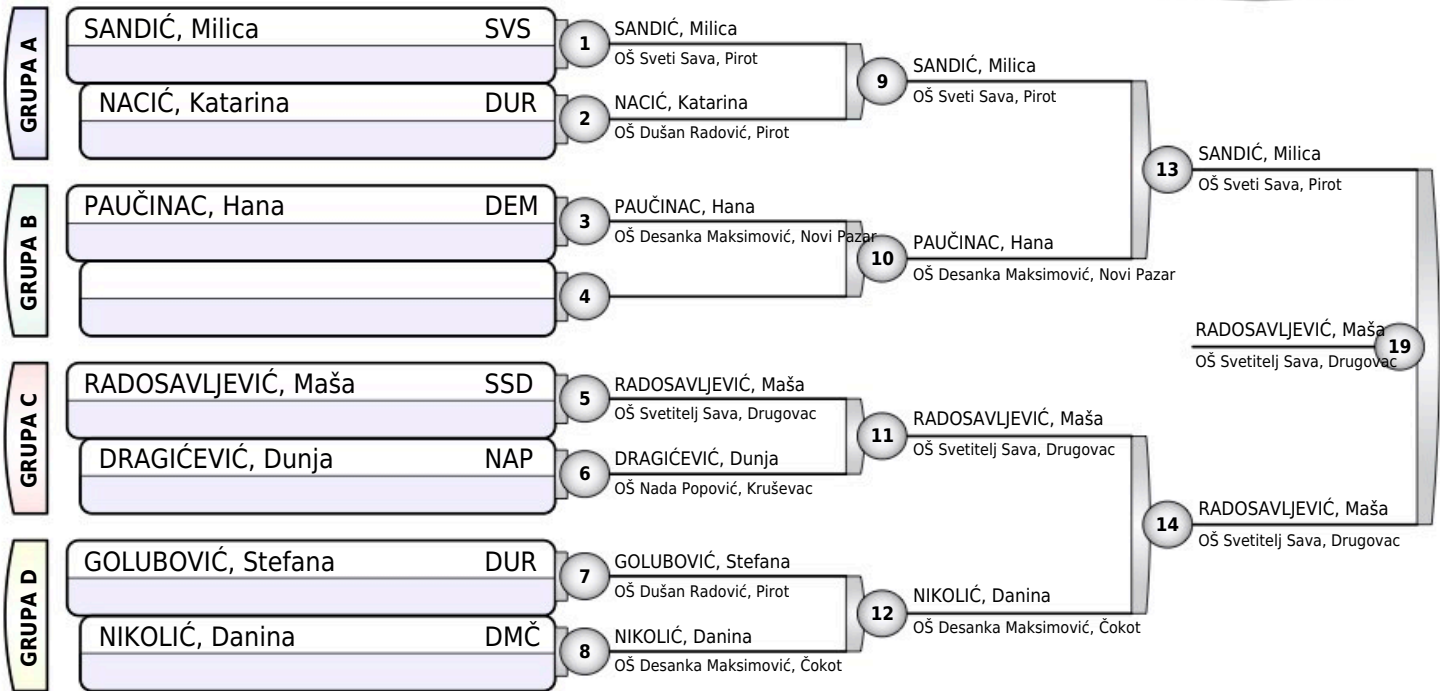 GRUPA A
SANDIĆ, Milica SVS
NACIĆ, Katarina DUR
GRUPA B
PAUČINAC, Hana DEM
GRUPA C
RADOSAVLJEVIĆ, Maša SSD
DRAGIĆEVIĆ, Dunja NAP
GRUPA D
GOLUBOVIĆ, Stefana DUR
NIKOLIĆ, Danina DMČ
1
SANDIĆ, Milica
OŠ Sveti Sava, Pirot
2
NACIĆ, Katarina
OŠ Dušan Radović, Pirot
3
PAUČINAC, Hana
OŠ Desanka Maksimović, Novi Pazar
4
5
RADOSAVLJEVIĆ, Maša
OŠ Svetitelj Sava, Drugovac
6
DRAGIĆEVIĆ, Dunja
OŠ Nada Popović, Kruševac
7
GOLUBOVIĆ, Stefana
OŠ Dušan Radović, Pirot
8
NIKOLIĆ, Danina
OŠ Desanka Maksimović, Čokot
9
SANDIĆ, Milica
OŠ Sveti Sava, Pirot
10
PAUČINAC, Hana
OŠ Desanka Maksimović, Novi Pazar
11
RADOSAVLJEVIĆ, Maša
OŠ Svetitelj Sava, Drugovac
12
NIKOLIĆ, Danina
OŠ Desanka Maksimović, Čokot
13
SANDIĆ, Milica
OŠ Sveti Sava, Pirot
14
RADOSAVLJEVIĆ, Maša
OŠ Svetitelj Sava, Drugovac
RADOSAVLJEVIĆ, Maša
OŠ Svetitelj Sava, Drugovac
19